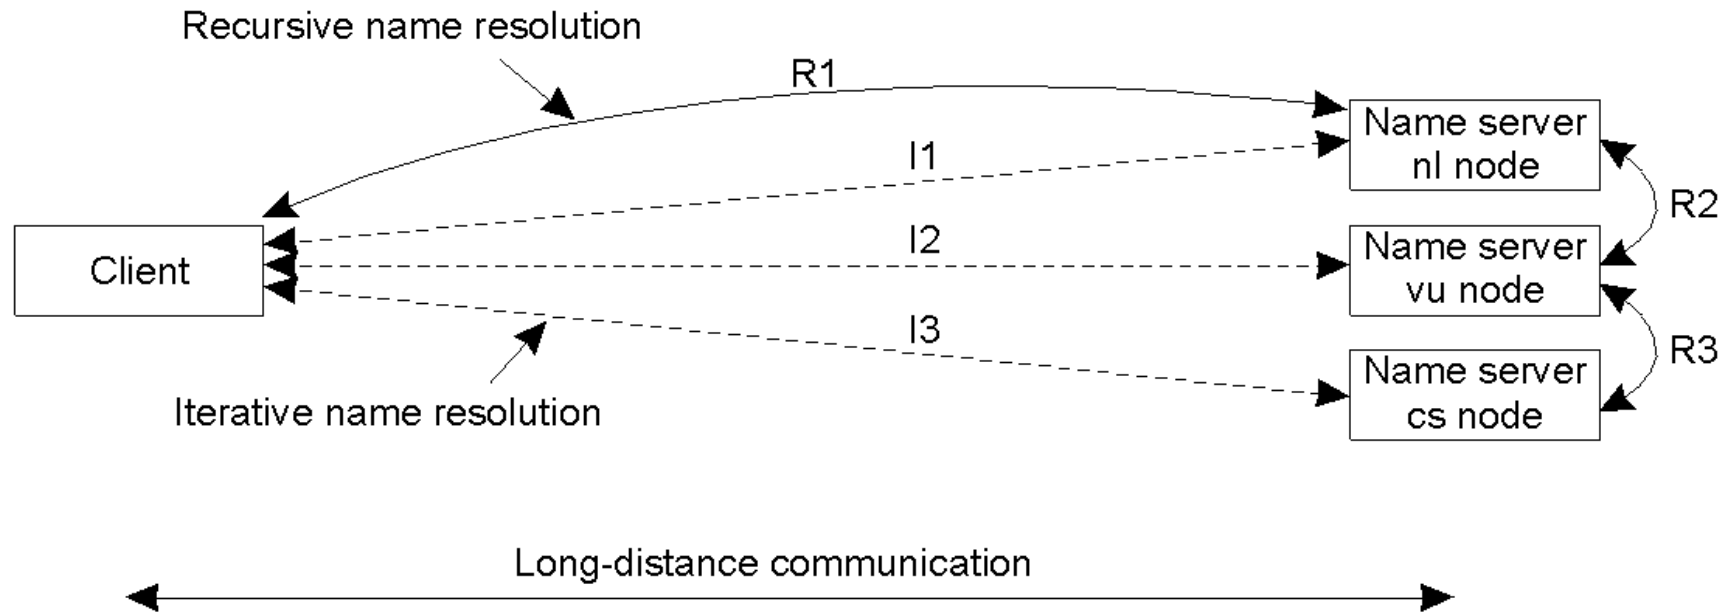 Recursive name resolution
R1
Name server
nl node
I1
R2
Client
I2
Name server
vu node
I3
R3
Name server
cs node
Iterative name resolution
Long-distance communication